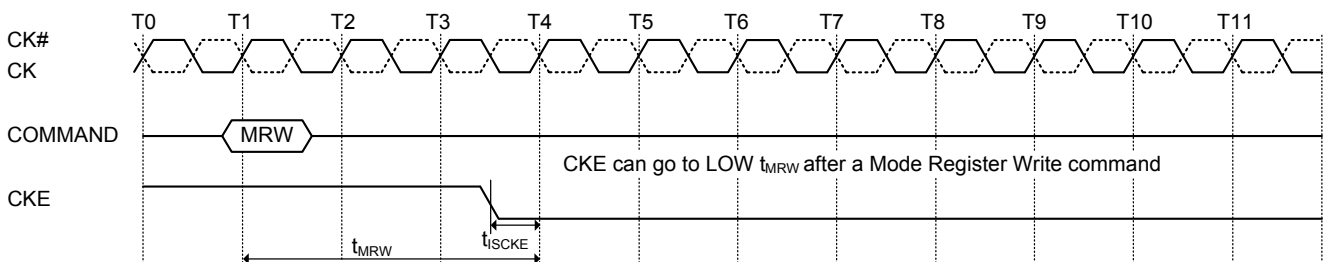 T0 T1 T2 T3 T4 T5 T6 T7 T8 T9 T10 T11
CK#
CK
COMMAND MRW
CKE can go to LOW tMRW after a Mode Register Write command
CKE
tISCKE
tMRW